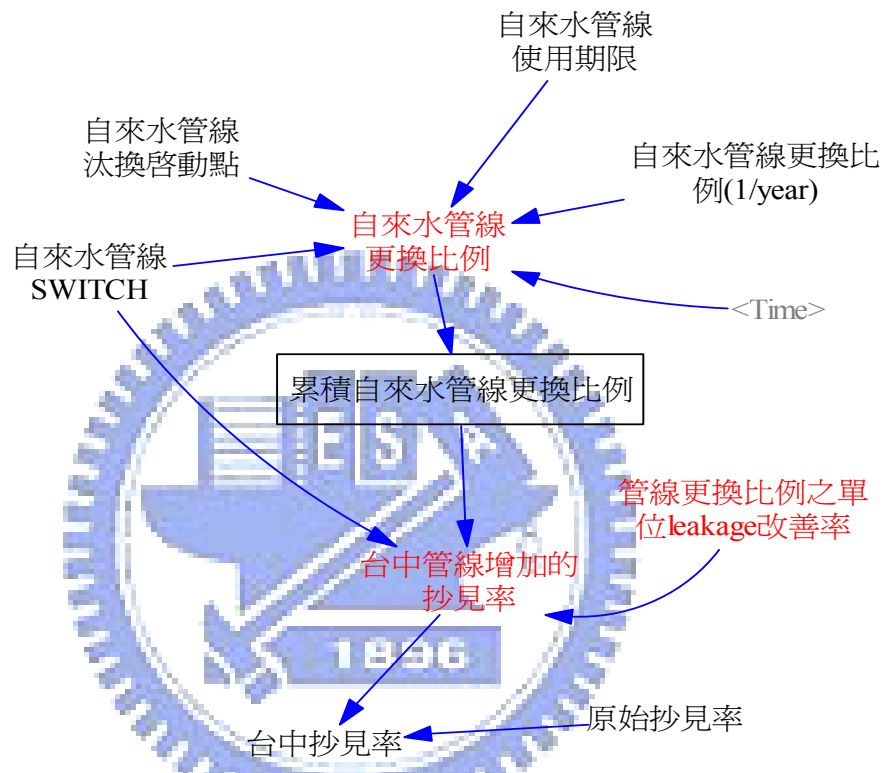 自來水管線
使用期限
自來水管線
汰換啓動點
自來水管線更換比
例(1/year)
自來水管線
更換比例
自來水管線
SWITCH
<Time>
累積自來水管線更換比例
E S A
管線更換比例之單
位leakage改善率
台中管線增加的
抄見率
1896
原始抄見率
台中抄見率